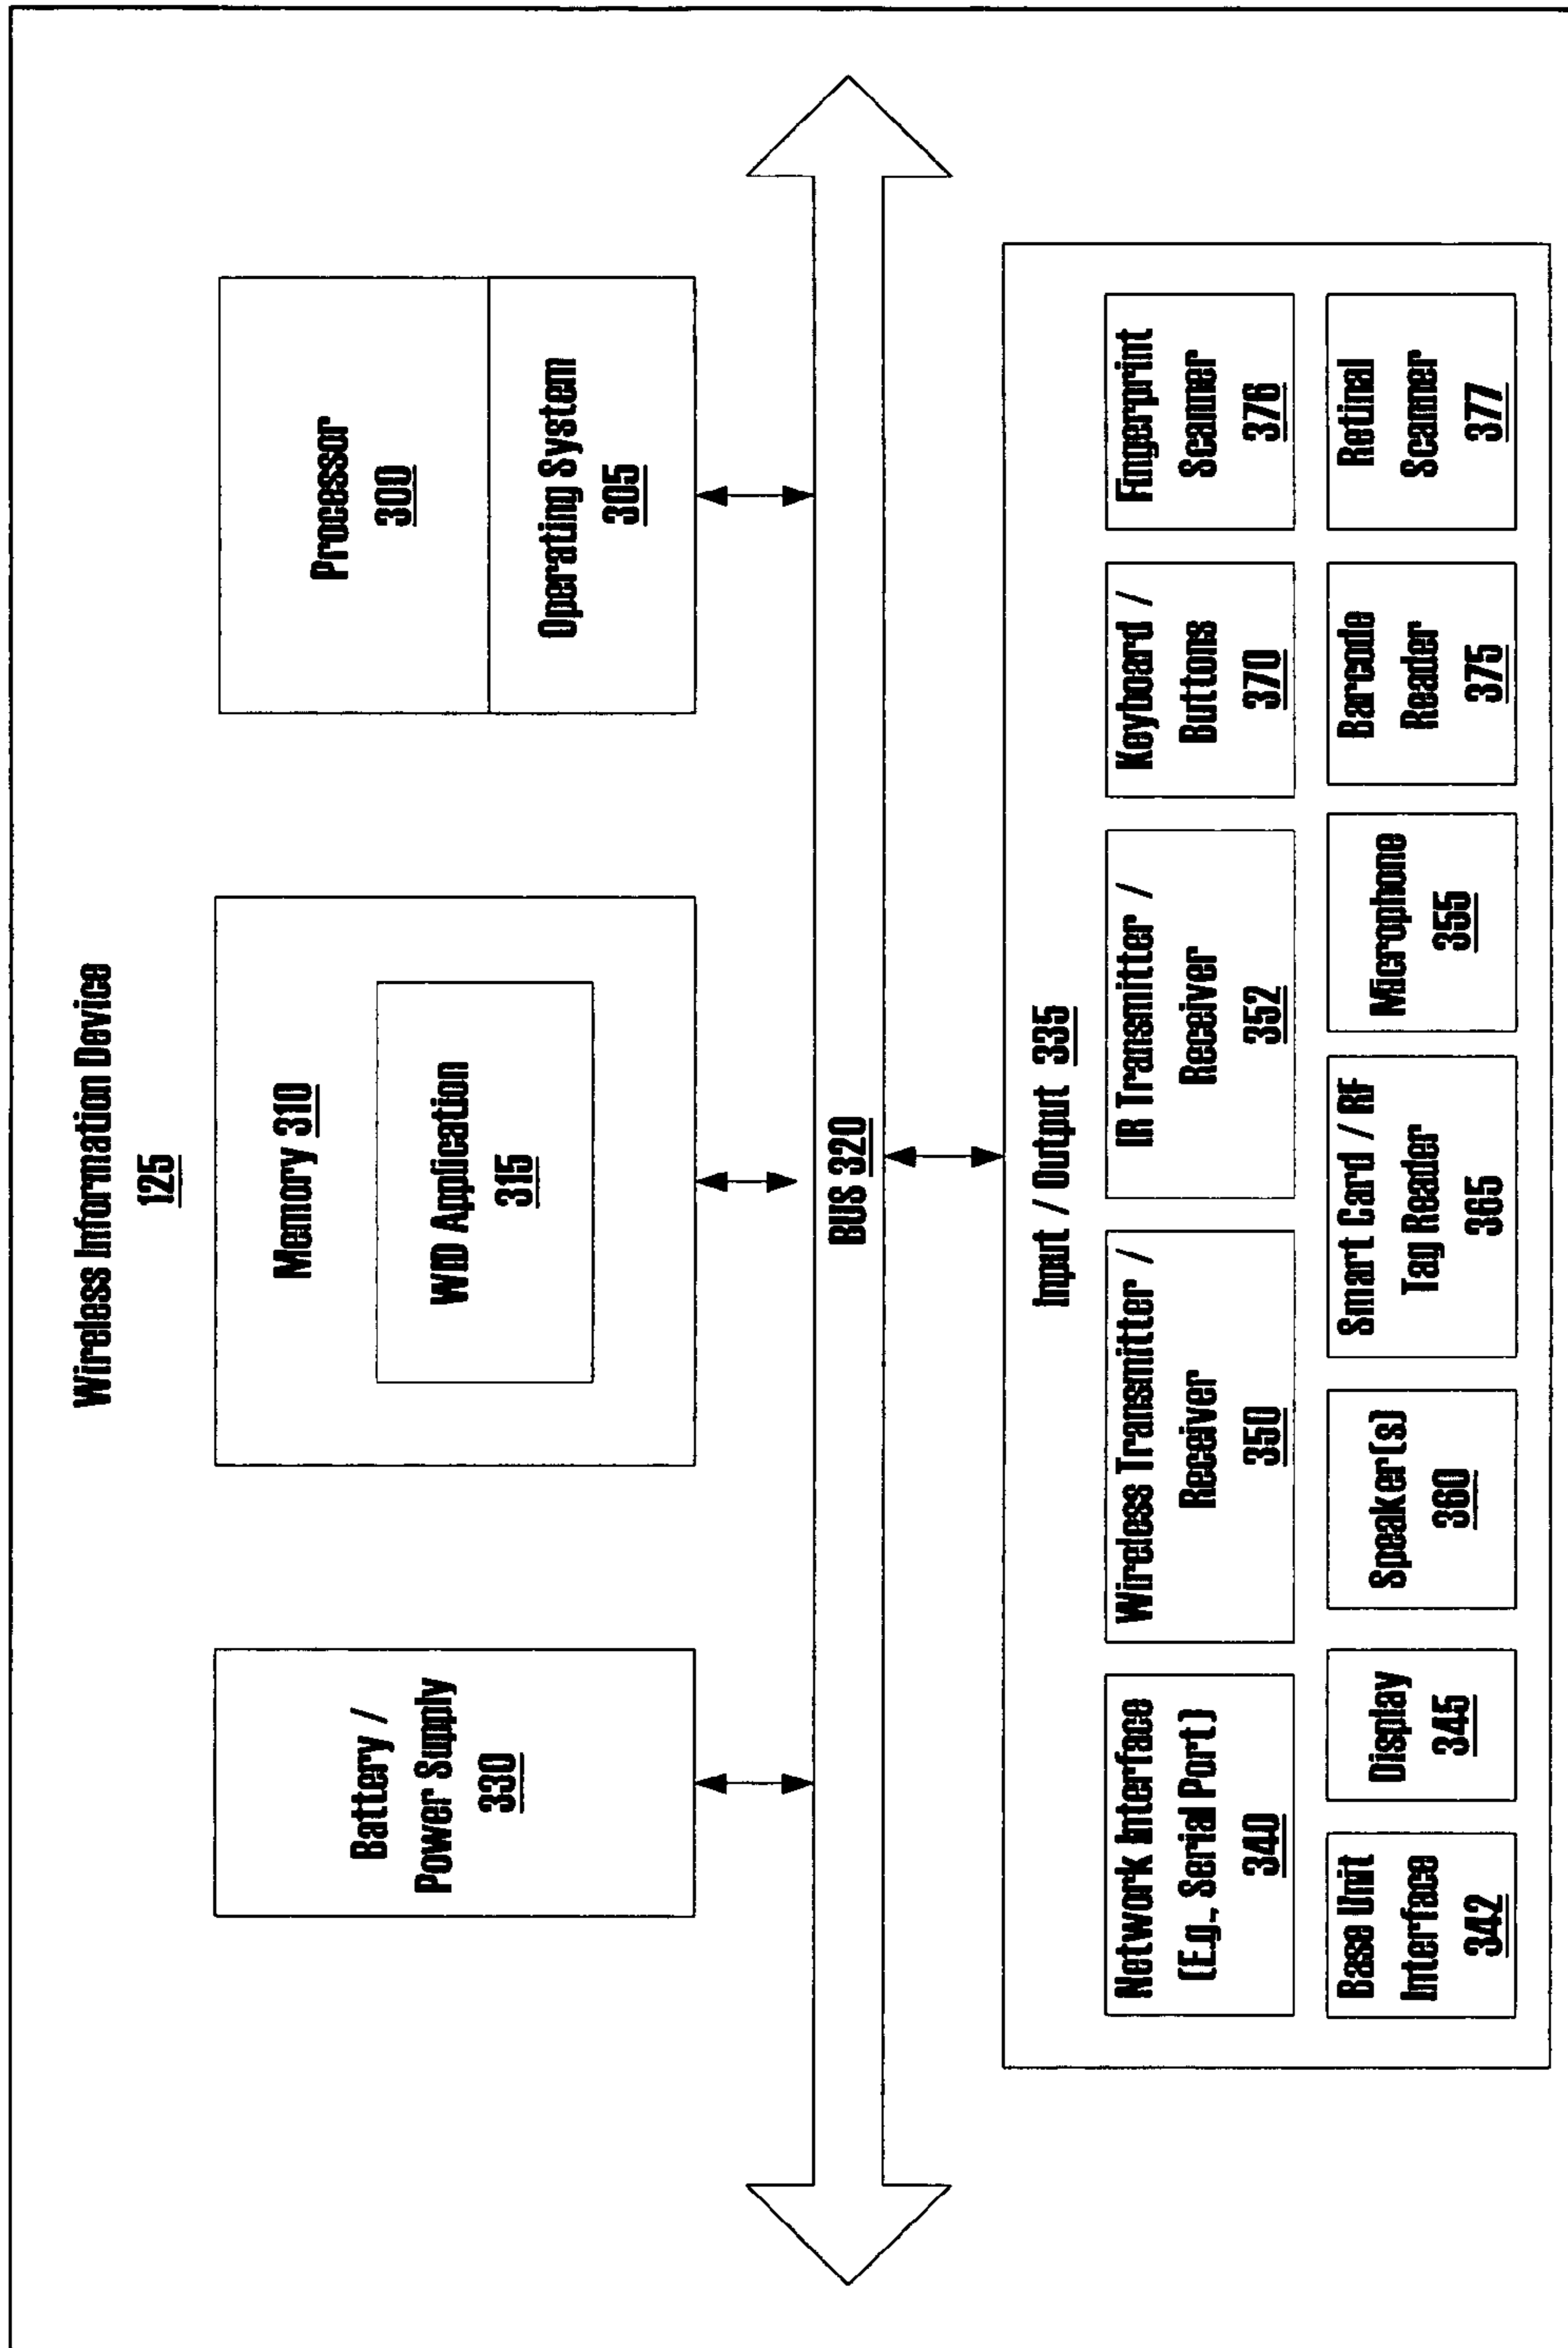 Wireless Information Device
125
Battery /
Power Supply
330
Memory 310
WID Application
315
Processor
300
Operating System
305
BUS 320
Input / Output 335
Network Interface
(E.g., Serial Port)
340
Wireless Transmitter /
Receiver
350
IR Transmitter /
Receiver
352
Keyboard /
Buttons
370
Fingerprint
Scanner
376
Base Unit
Interface
342
Display
345
Speaker(s)
360
Smart Card / RF
Tag Reader
365
Microphone
355
Barcode
Reader
375
Retinal
Scanner
377